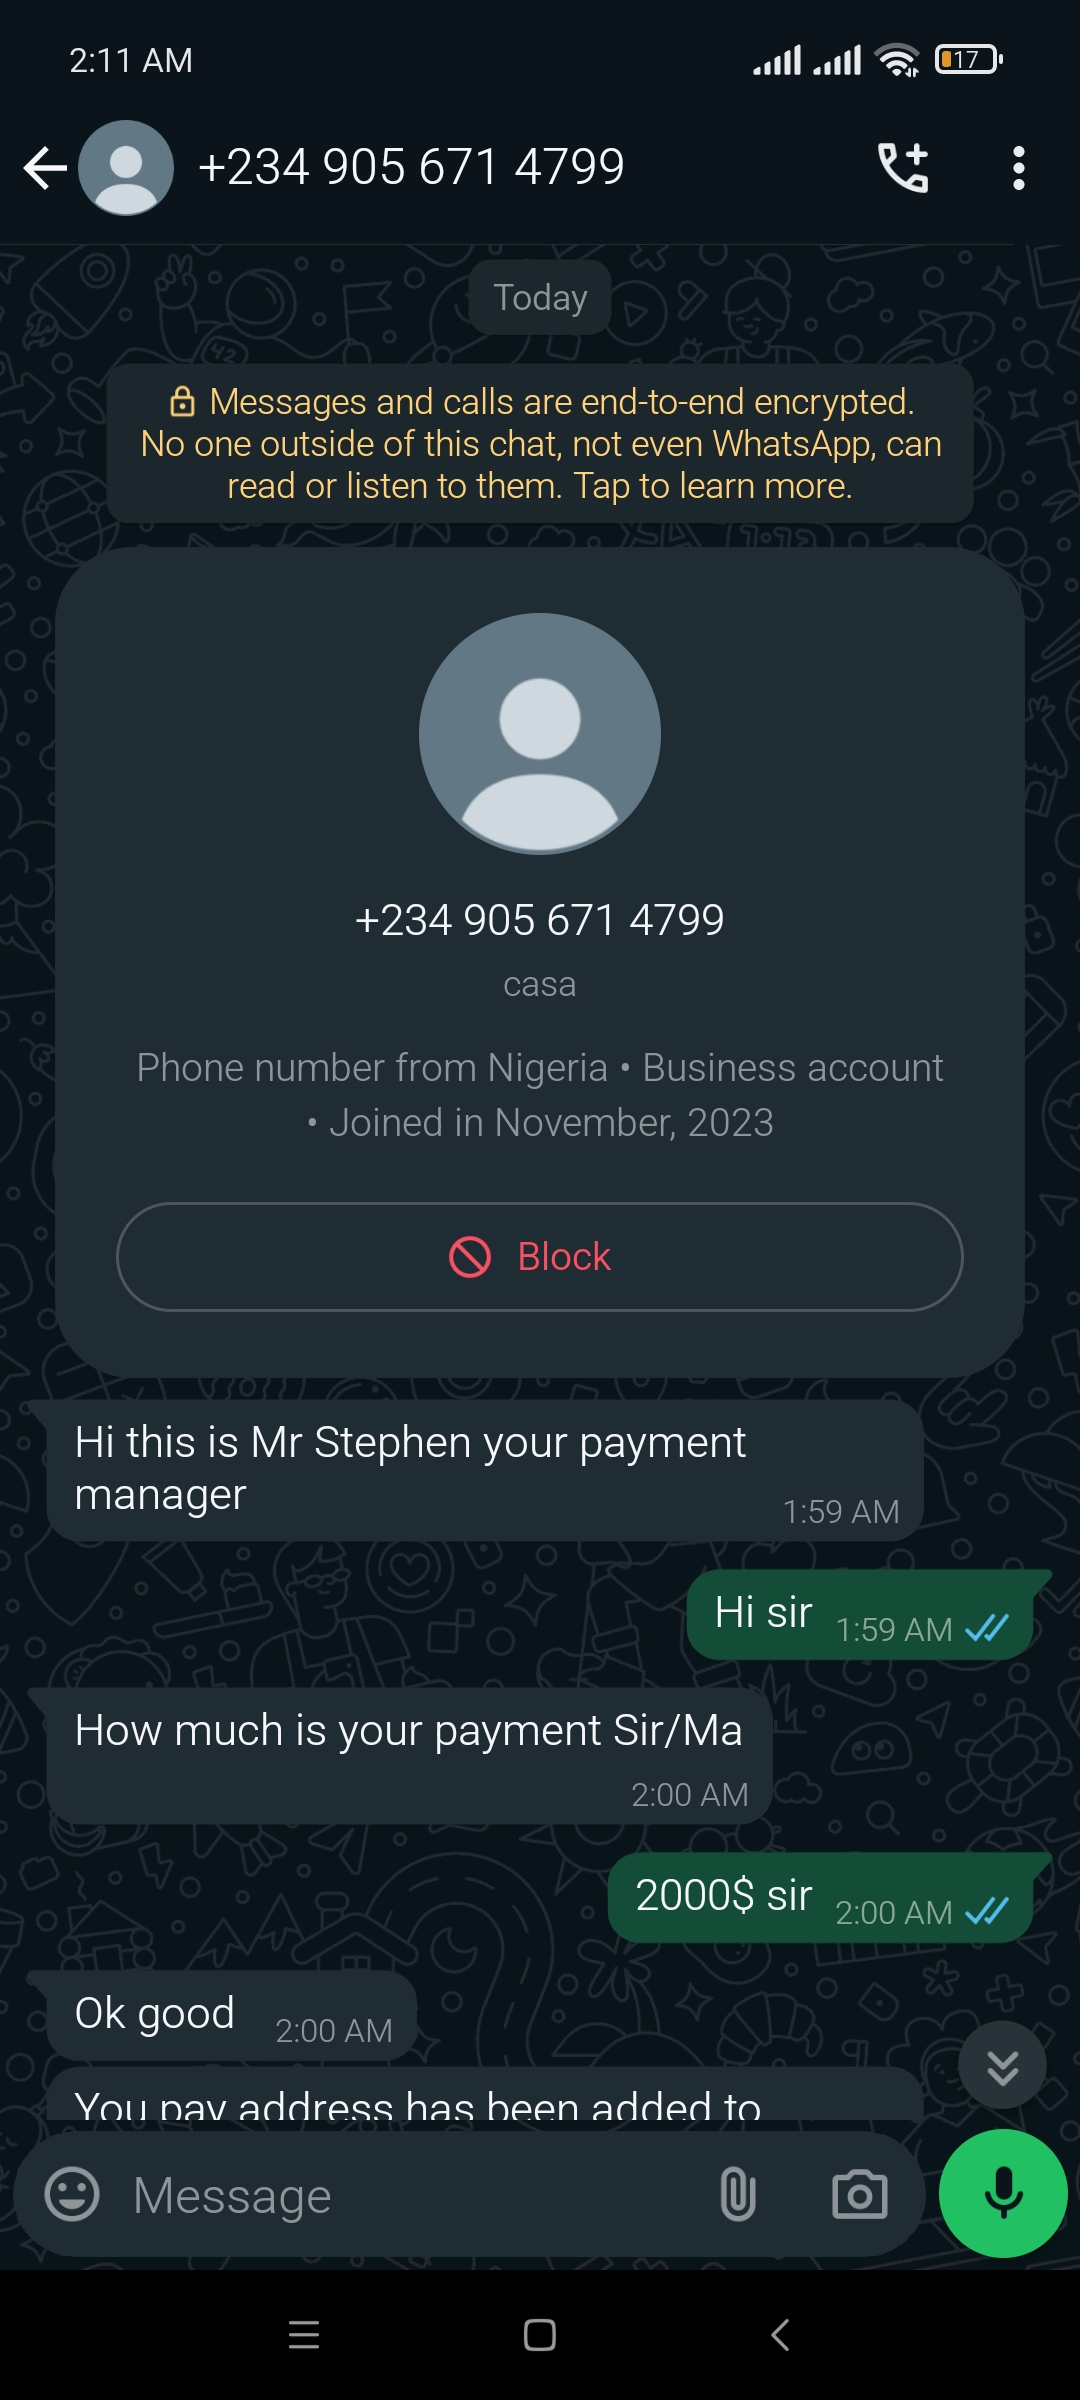 2:11 AM
17
+234 905 671 4799
Today
Messages and calls are end-to-end encrypted.
No one outside of this chat, not even WhatsApp, can
read or listen to them. Tap to learn more.
+234 905 671 4799
casa
Phone number from Nigeria • Business account
• Joined in November, 2023
Block
Hi this is Mr Stephen your payment
manager
1:59 AM
Hi sir
1:59 AM
How much is your payment Sir/Ma
2:00 AM
2000$ sir
2:00 AM
Ok good
2:00 AM
You pay address has been added to
Message